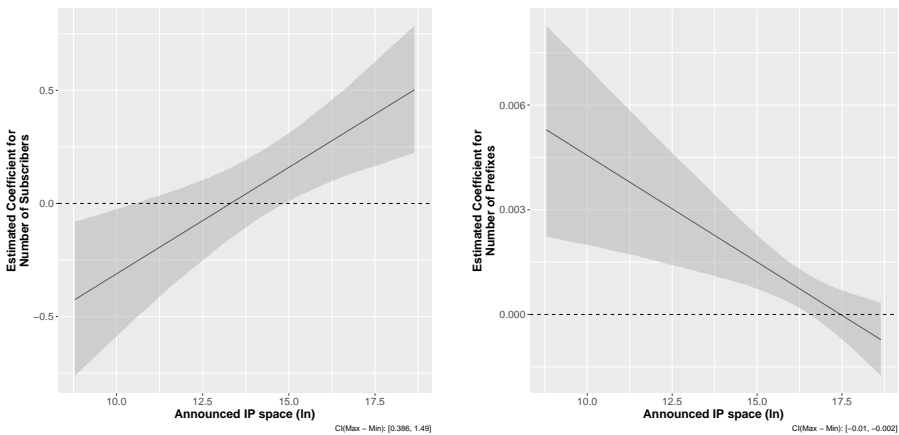 Estimated Coefficient for
Number of Subscribers
0.5
0.0
−0.5
10.0 12.5 15.0 17.5
Announced IP space (ln)
CI(Max − Min): [0.386, 1.49]
Estimated Coefficient for
Number of Prefixes
0.006
0.003
0.000
10.0 12.5 15.0 17.5
Announced IP space (ln)
CI(Max − Min): [−0.01, −0.002]